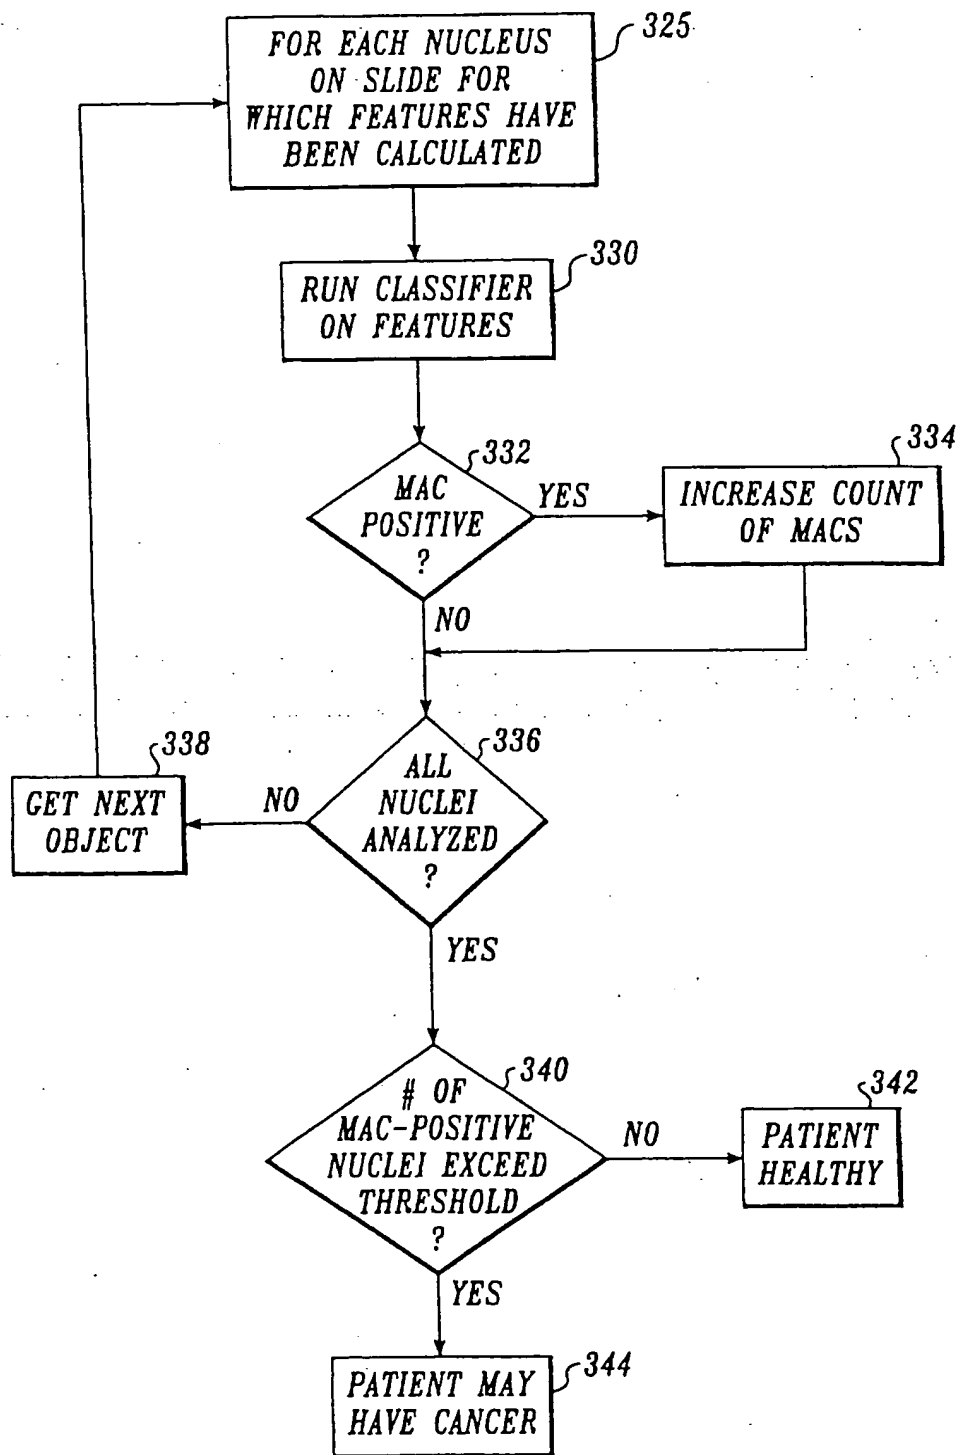 325
FOR EACH NUCLEUS
ON SLIDE FOR
WHICH FEATURES HAVE
BEEN CALCULATED
330
RUN CLASSIFIER
ON FEATURES
332
MAC
POSITIVE
?
YES
334
INCREASE COUNT
OF MACS
NO
336
ALL
NUCLEI
ANALYZED
?
NO
338
GET NEXT
OBJECT
YES
340
# OF
MAC-POSITIVE
NUCLEI EXCEED
THRESHOLD
?
NO
342
PATIENT
HEALTHY
YES
344
PATIENT MAY
HAVE CANCER